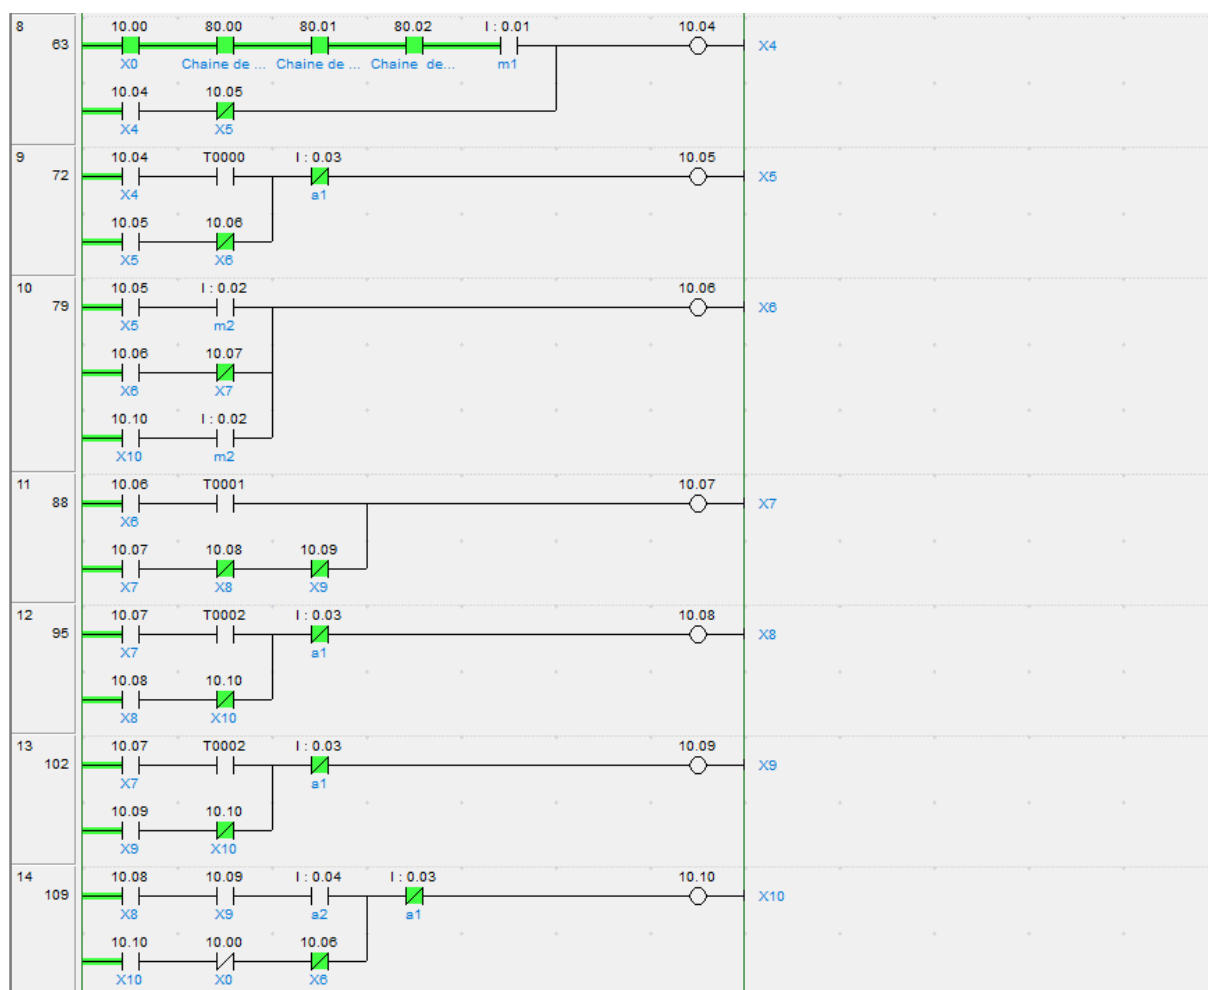 8 10.00 80.00 80.01 80.02 I : 0.01 10.04
63 X4
X0 Chaine de ... Chaine de ... Chaine de... m1
10.04 10.05
X4 X5
9 10.04 T0000 I : 0.03 10.05
72 X5
X4 a1
10.05 10.06
X5 X6
10 10.05 I : 0.02 10.06
79 X6
X5 m2
10.06 10.07
X6 X7
10.10 I : 0.02
X10 m2
11 10.06 T0001 10.07
88 X7
X6
10.07 10.08 10.09
X7 X8 X9
12 10.07 T0002 I : 0.03 10.08
95 X8
X7 a1
10.08 10.10
X8 X10
13 10.07 T0002 I : 0.03 10.09
102 X9
X7 a1
10.09 10.10
X9 X10
14 10.08 10.09 I : 0.04 I : 0.03 10.10
109 X10
X8 X9 a2 a1
10.10 10.00 10.06
X10 X0 X6